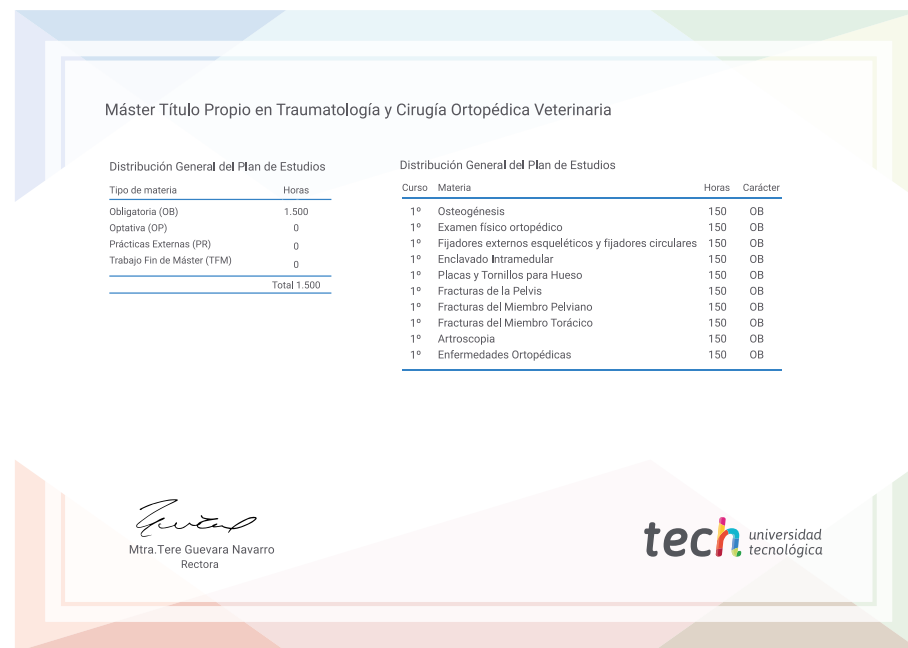 Máster Título Propio en Traumatología y Cirugía Ortopédica Veterinaria
Distribución General del Plan de Estudios
Tipo de materia Horas
Obligatoria (OB) 1.500
Optativa (OP) 0
Prácticas Externas (PR) 0
Trabajo Fin de Máster (TFM) 0
Total 1.500
Distribución General del Plan de Estudios
Curso Materia Horas Carácter
1º Osteogénesis 150 OB
1º Examen físico ortopédico 150 OB
1º Fijadores externos esqueléticos y fijadores circulares 150 OB
1º Enclavado Intramedular 150 OB
1º Placas y Tornillos para Hueso 150 OB
1º Fracturas de la Pelvis 150 OB
1º Fracturas del Miembro Pelviano 150 OB
1º Fracturas del Miembro Torácico 150 OB
1º Artroscopia 150 OB
1º Enfermedades Ortopédicas 150 OB
Mtra.Tere Guevara Navarro
Rectora
tech universidad
tecnológica